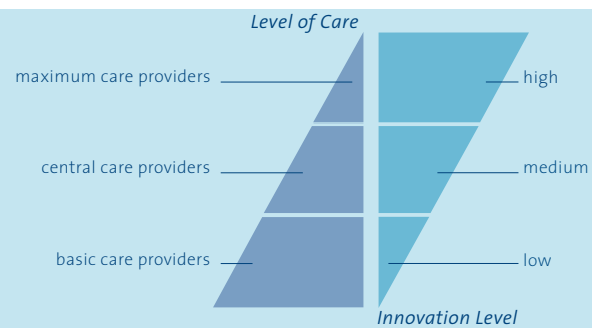 Level of Care
maximum care providers
high
central care providers
medium
basic care providers
low
Innovation Level